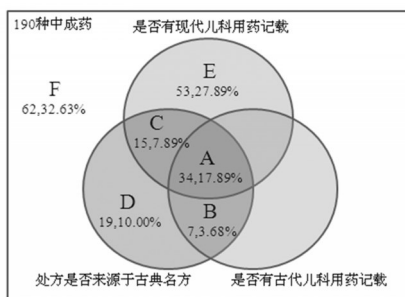 190种中成药
是否有现代儿科用药记载
E
53,27.89%
F
62,32.63%
C
15,7.89%
A
34,17.89%
D
19,10.00%
B
7,3.68%
处方是否来源于古典名方
是否有古代儿科用药记载